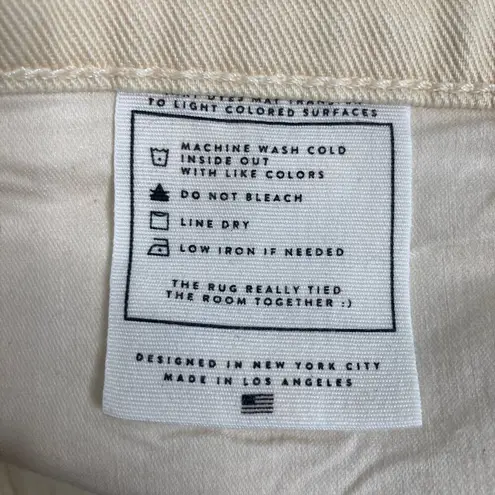 TO LIGHT COLORED SURFACES
MACHINE WASH COLD
INSIDE OUT
WITH LIKE COLORS
DO NOT BLEACH
LINE DRY
LOW IRON IF NEEDED
THE RUG REALLY TIED
THE ROOM TOGETHER :)
DESIGNED IN NEW YORK CITY
MADE IN LOS ANGELES